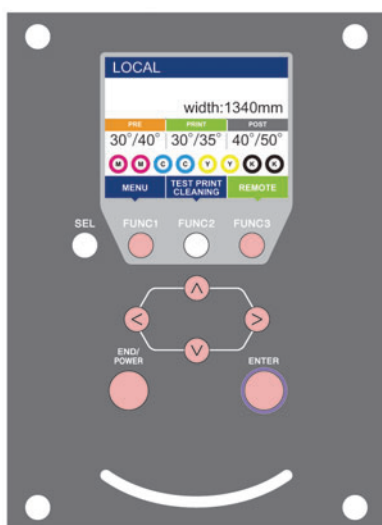 LOCAL
width:1340mm
PRE PRINT POST
30°/40° 30°/35° 40°/50°
M M C C Y Y K K
MENU TEST PRINT CLEANING REMOTE
SEL FUNC1 FUNC2 FUNC3
< ^ v >
END/POWER ENTER